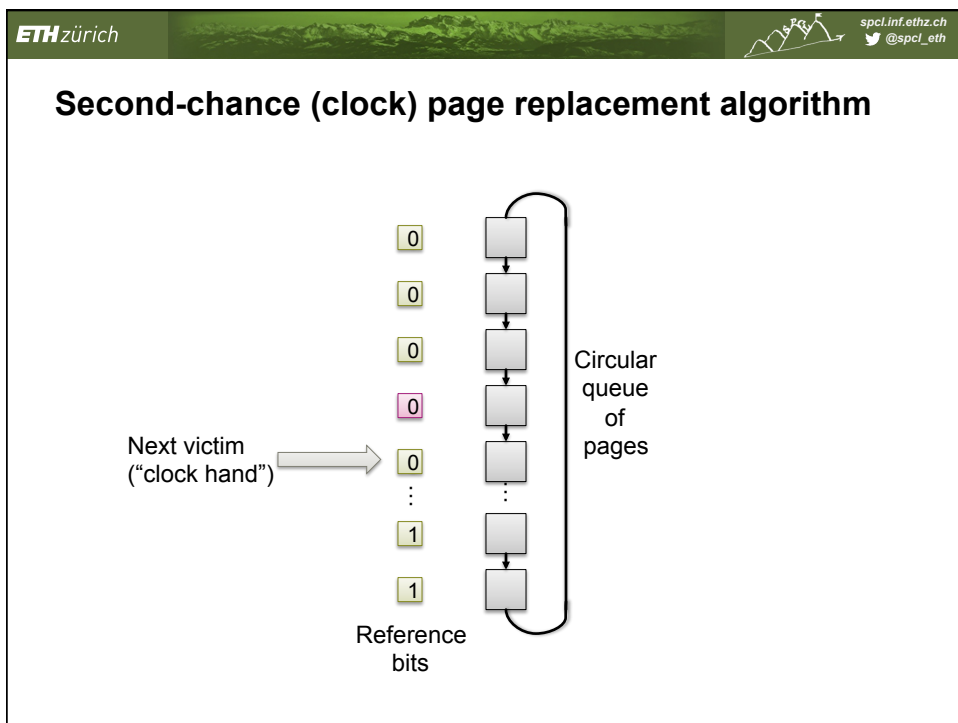 ETH zürich
spcl.inf.ethz.ch
@spcl_eth
Second-chance (clock) page replacement algorithm
0
0
0
0
Next victim
(“clock hand”)
0
⋮
⋮
1
1
Circular
queue
of
pages
Reference
bits